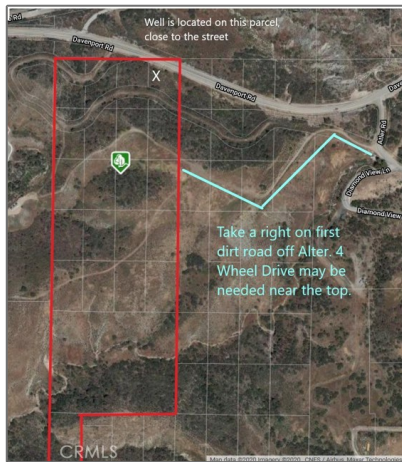 Rd
Well is located on this parcel,
close to the street
Davenport Rd
Davenport Rd
Alter Rd
X
Diamond View Ln
Diamond View
Take a right on first
dirt road off Alter. 4
Wheel Drive may be
needed near the top.
CRMLS
Map data ©2020 Imagery ©2020, CNES / Airbus, Maxar Technologies